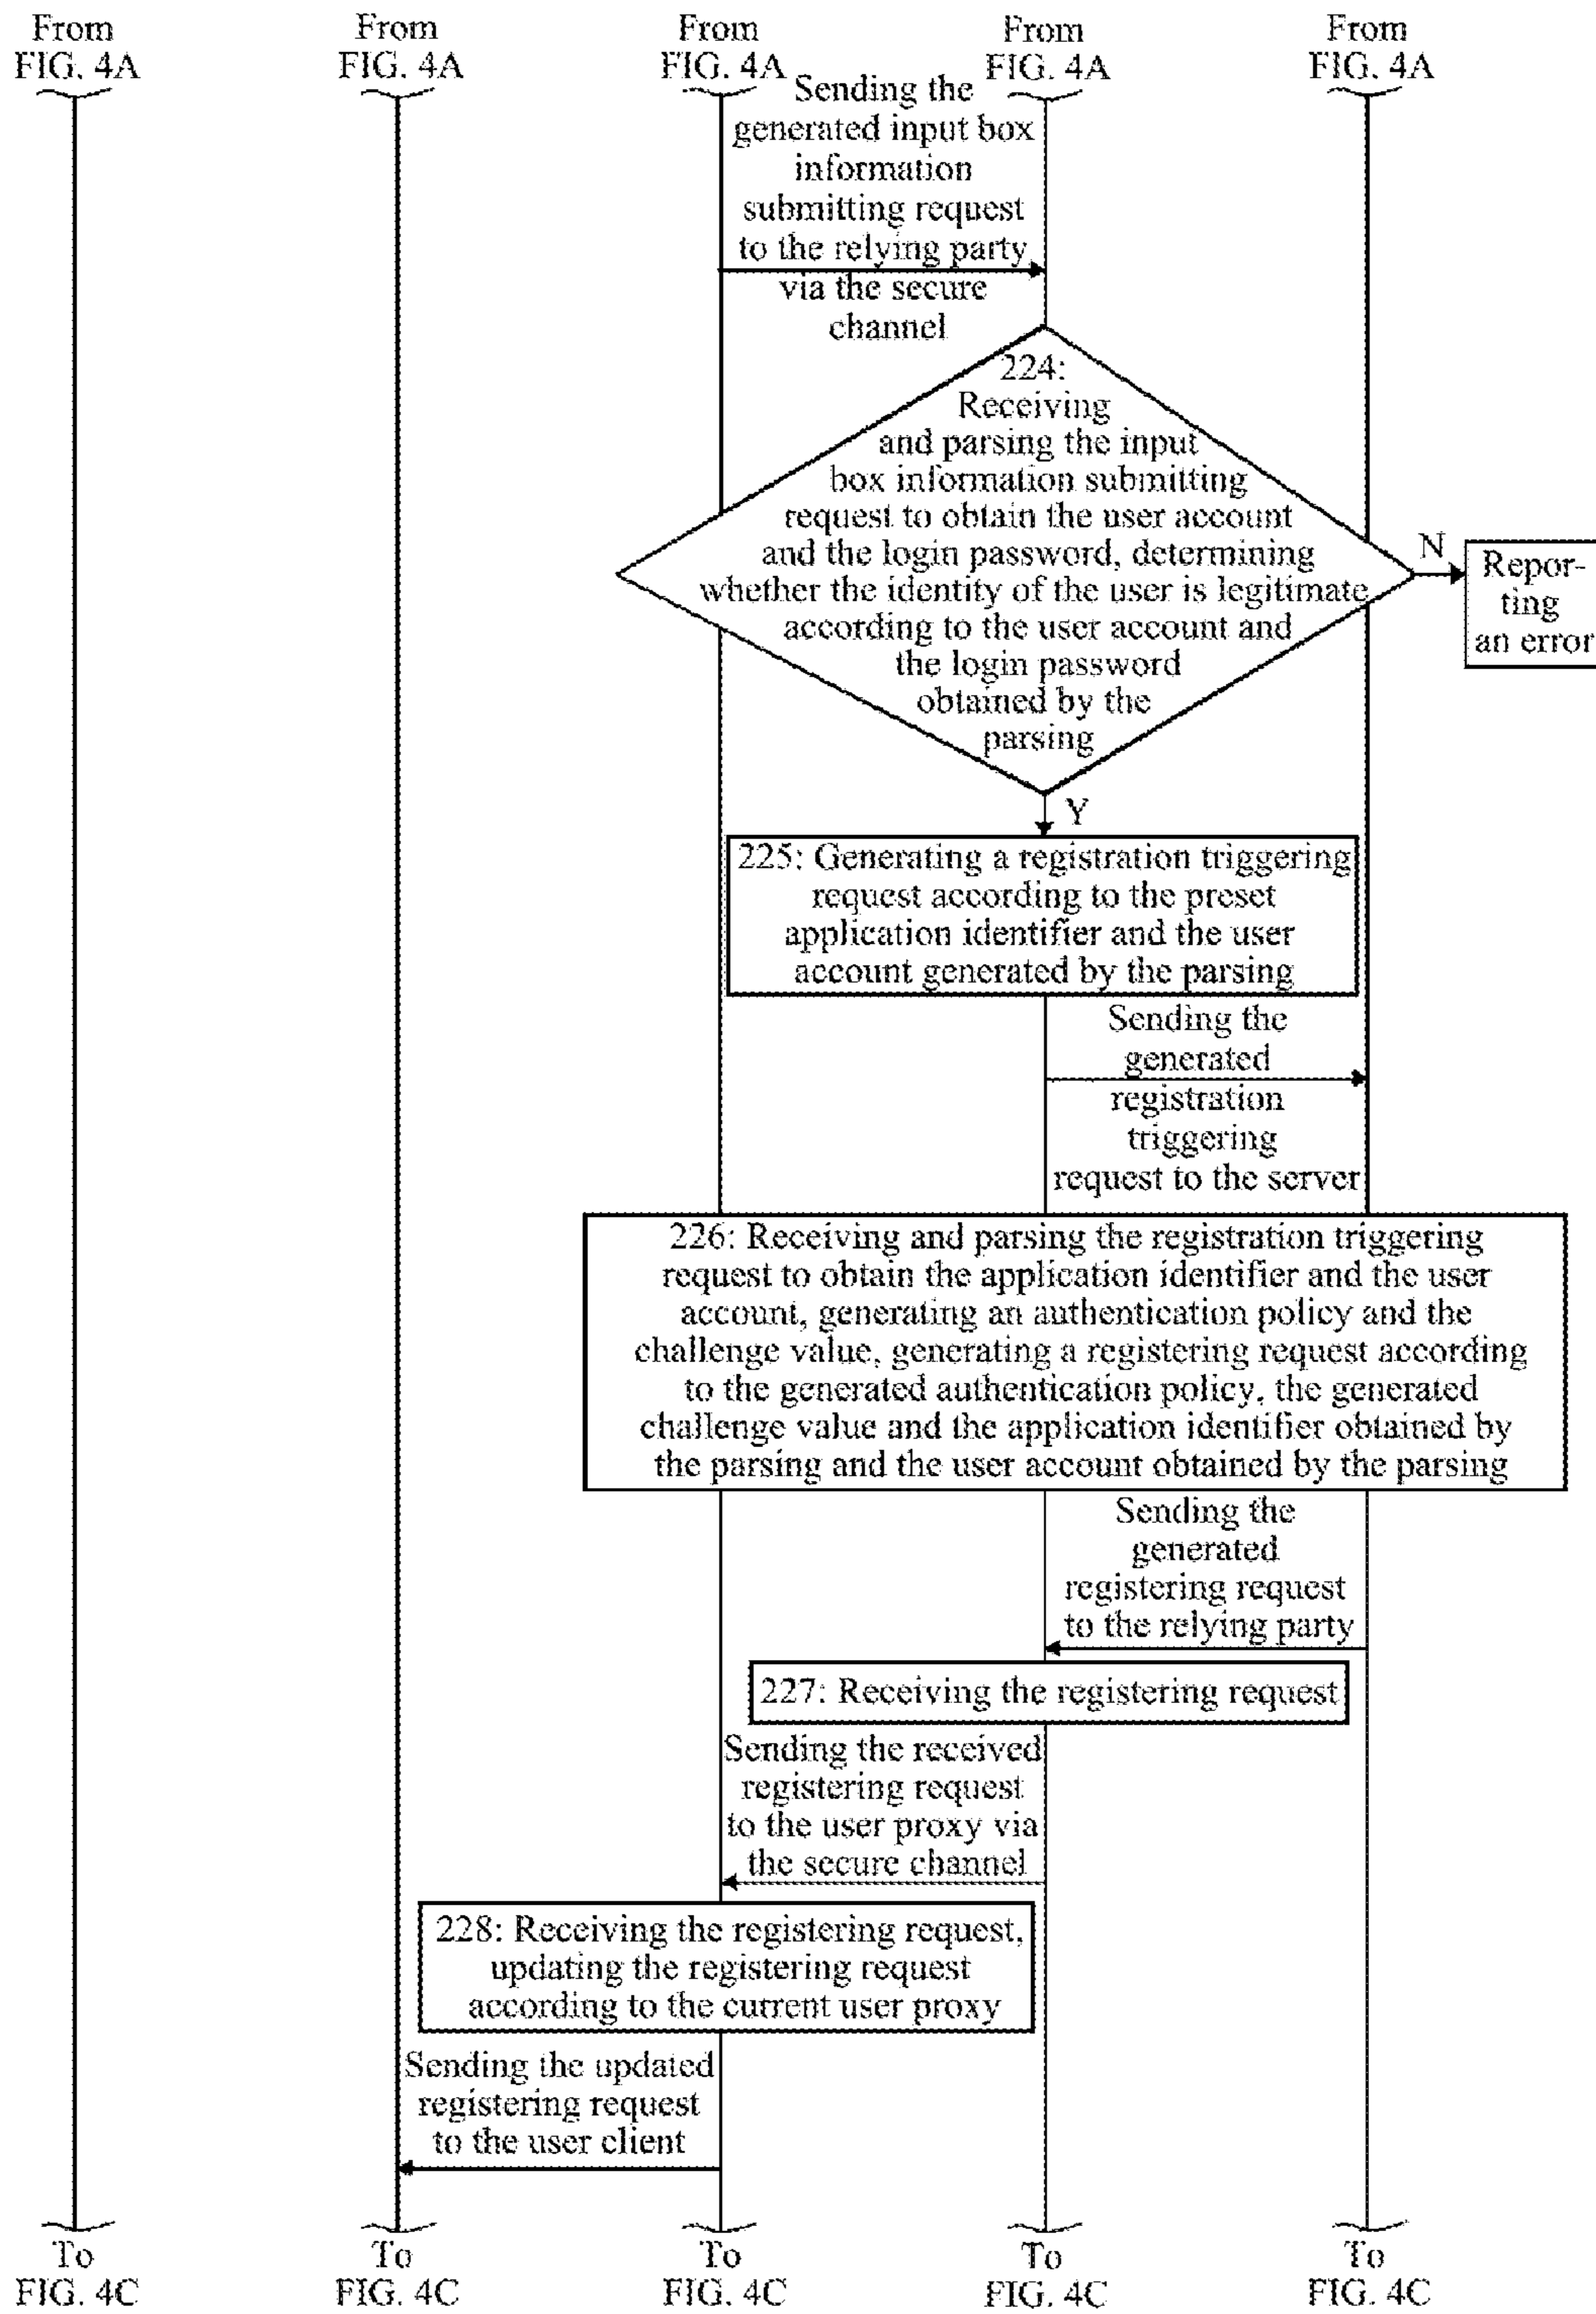 From
FIG. 4A
From
FIG. 4A
From
FIG. 4A
From
FIG. 4A
From
FIG. 4A
Sending the
generated input box
information
submitting request
to the relying party
via the secure
channel
224:
Receiving
and parsing the input
box information submitting
request to obtain the user account
and the login password, determining
whether the identity of the user is legitimate
according to the user account and
the login password
obtained by the
parsing
N
Repor-
ting
an error
Y
225: Generating a registration triggering
request according to the preset
application identifier and the user
account generated by the parsing
Sending the
generated
registration
triggering
request to the server
226: Receiving and parsing the registration triggering
request to obtain the application identifier and the user
account, generating an authentication policy and the
challenge value, generating a registering request according
to the generated authentication policy, the generated
challenge value and the application identifier obtained by
the parsing and the user account obtained by the parsing
Sending the
generated
registering request
to the relying party
227: Receiving the registering request
Sending the received
registering request
to the user proxy via
the secure channel
228: Receiving the registering request,
updating the registering request
according to the current user proxy
Sending the updated
registering request
to the user client
To
FIG. 4C
To
FIG. 4C
To
FIG. 4C
To
FIG. 4C
To
FIG. 4C